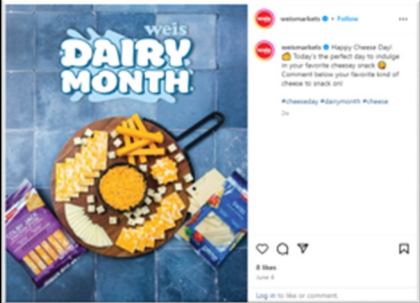 weis
DAIRY
MONTH
weismarkets • Follow
weismarkets Happy Cheese Day!
🧀 Today's the perfect day to indulge
in your favorite cheesey snack 😋
Comment below your favorite kind of
cheese to snack on!
#cheeseday #dairymonth #cheese
8 likes
June 4
Log in to like or comment.